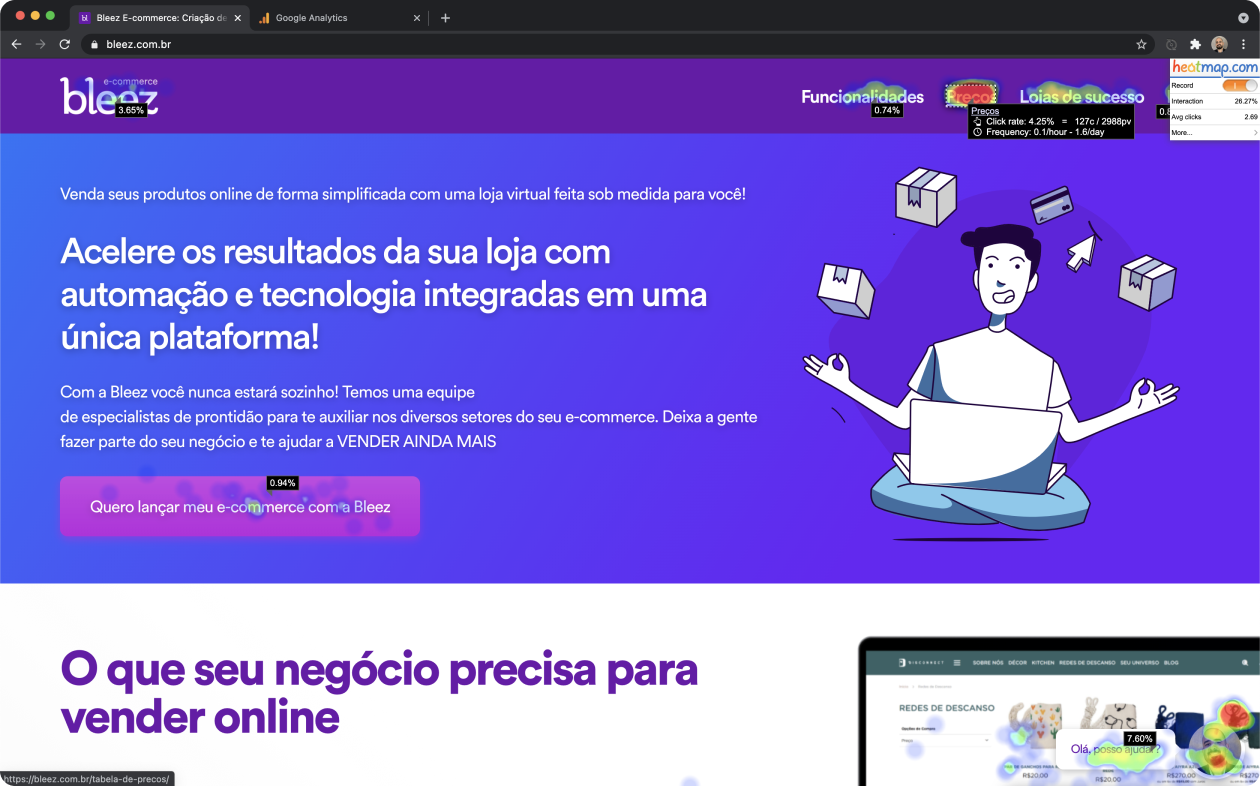 Bleez E-commerce: Criação de
Google Analytics
bleez.com.br
e-commerce
bleez
3.65%
Funcionalidades
Preços
Lojas de sucesso
0.74%
Preços
Click rate: 4.25% = 127c / 2988pv
Frequency: 0.1/hour - 1.6/day
heatmap.com
Record
Interaction 26.27%
Avg clicks 2.69
More...
Venda seus produtos online de forma simplificada com uma loja virtual feita sob medida para você!
Acelere os resultados da sua loja com
automação e tecnologia integradas em uma
única plataforma!
Com a Bleez você nunca estará sozinho! Temos uma equipe
de especialistas de prontidão para te auxiliar nos diversos setores do seu e-commerce. Deixa a gente
fazer parte do seu negócio e te ajudar a VENDER AINDA MAIS
0.94%
Quero lançar meu e-commerce com a Bleez
O que seu negócio precisa para
vender online
SOBRE NÓS DÉCOR KITCHEN REDES DE DESCANSO SEU UNIVERSO BLOG
REDES DE DESCANSO
Opções de Compra
Preços
7.60%
Olá, posso ajudar?
R$20,00
R$20,00
R$270,00
https://bleez.com.br/tabela-de-precos/